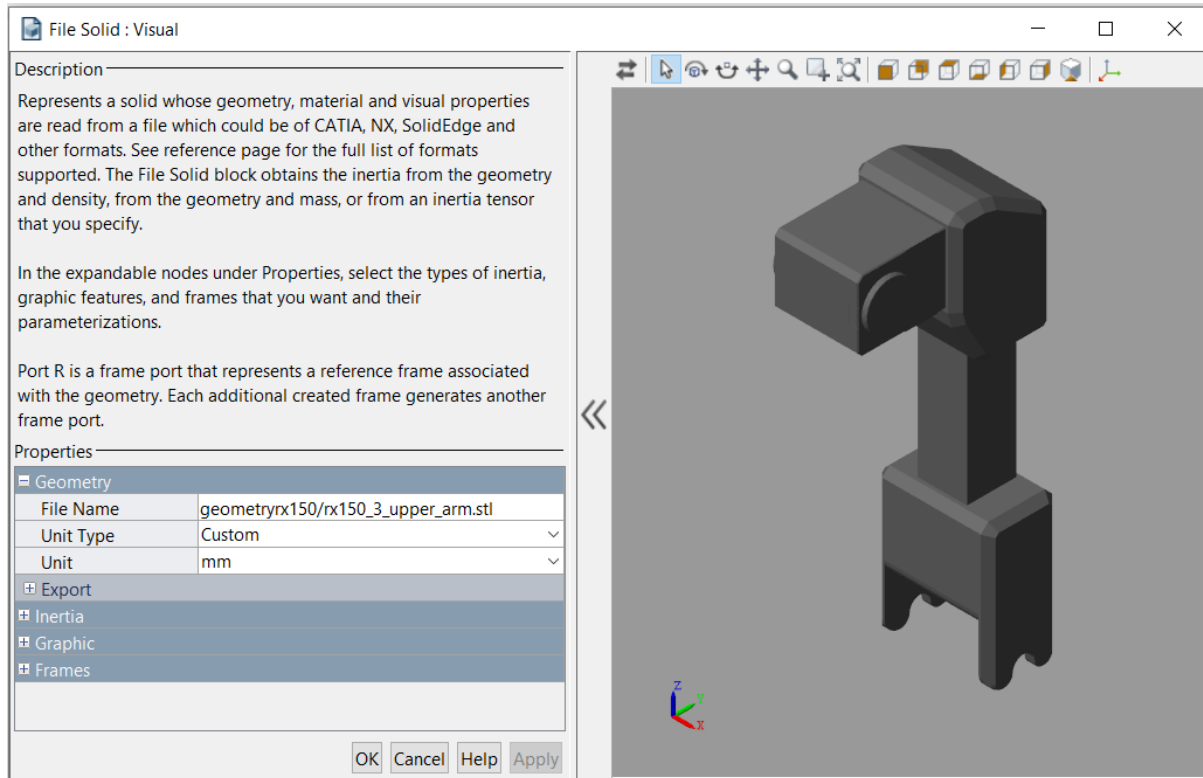 File Solid : Visual
Description
Represents a solid whose geometry, material and visual properties
are read from a file which could be of CATIA, NX, SolidEdge and
other formats. See reference page for the full list of formats
supported. The File Solid block obtains the inertia from the geometry
and density, from the geometry and mass, or from an inertia tensor
that you specify.
In the expandable nodes under Properties, select the types of inertia,
graphic features, and frames that you want and their
parameterizations.
Port R is a frame port that represents a reference frame associated
with the geometry. Each additional created frame generates another
frame port.
Properties
Geometry
File Name geometryrx150/rx150_3_upper_arm.stl
Unit Type Custom
Unit mm
Export
Inertia
Graphic
Frames
OK Cancel Help Apply
Z
Y
X